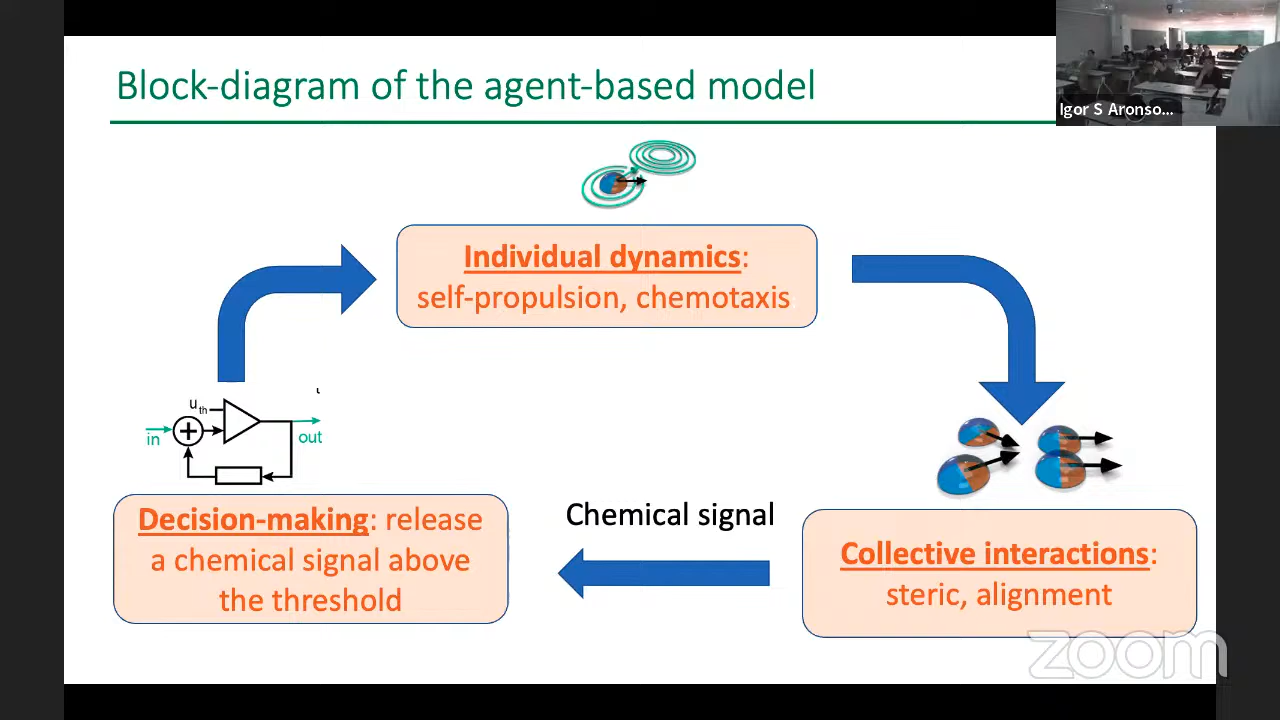 Block-diagram of the agent-based model
Igor S Aronso...
Individual dynamics:
self-propulsion, chemotaxis
uth
in
out
Decision-making: release
a chemical signal above
the threshold
Chemical signal
Collective interactions:
steric, alignment
zoom